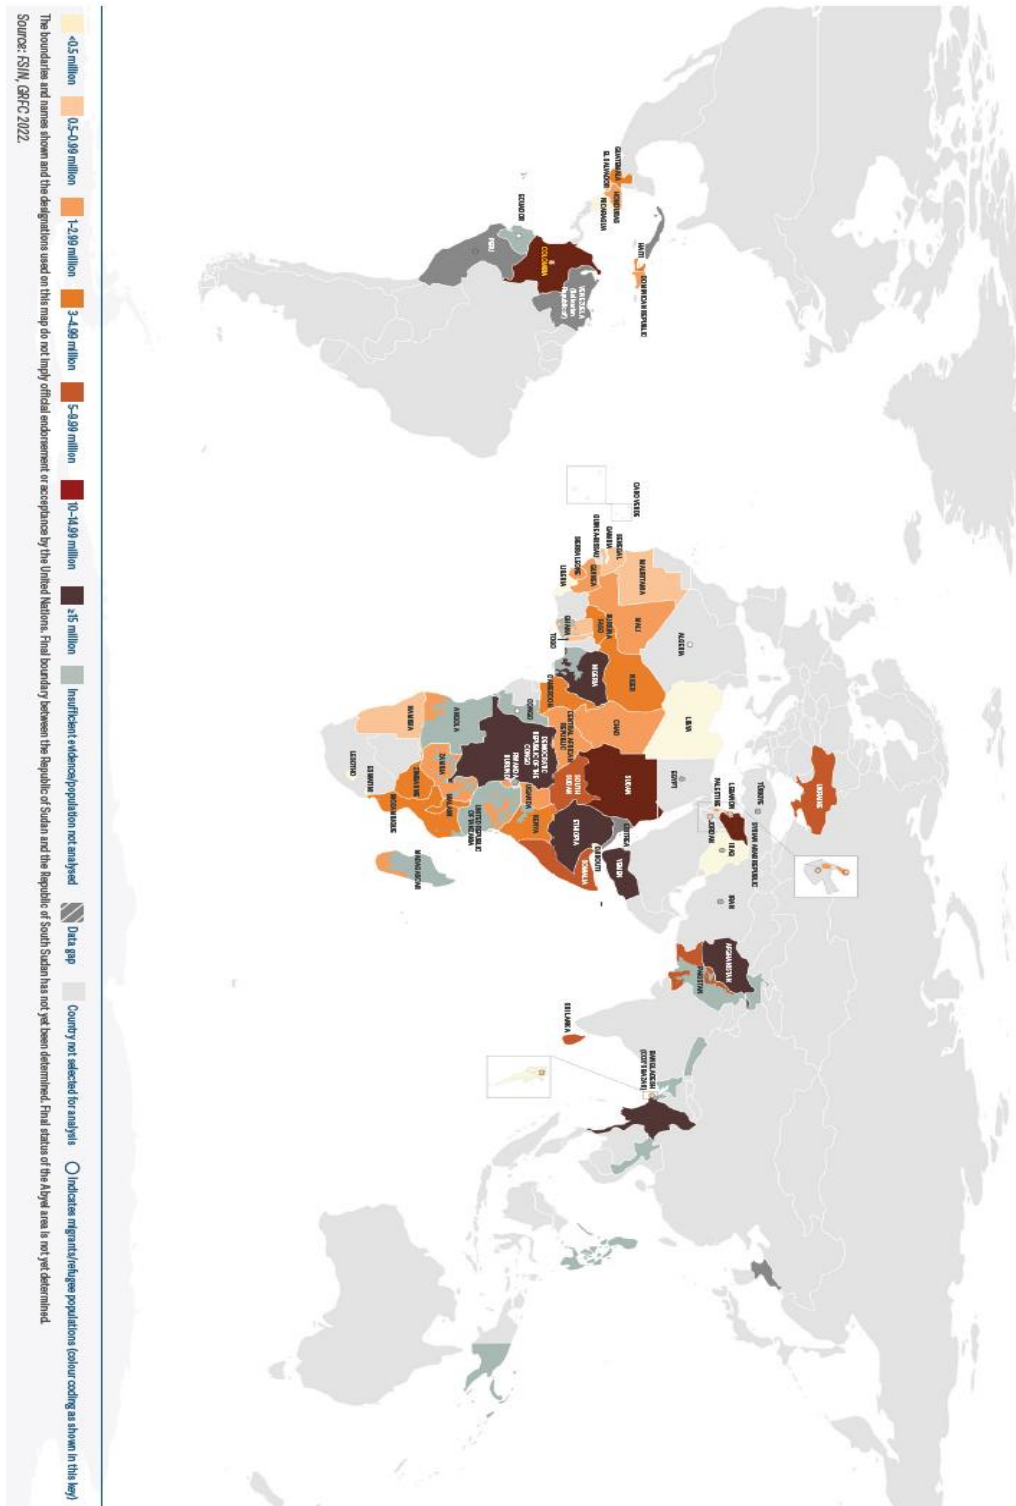 GUATEMALA
EL SALVADOR
HONDURAS
NICARAGUA
HAITI
DOMINICAN REPUBLIC
ECUADOR
PERU
COLOMBIA
VENEZUELA
(Bolivarian
Republic of)
CABO VERDE
SENEGAL
GAMBIA
GUINEA-BISSAU
GUINEA
SIERRA LEONE
LIBERIA
MAURITANIA
MALI
ALGERIA
BURKINA
FASO
GHANA
TOGO
NIGERIA
NIGER
LIBYA
CHAD
CAMEROON
CENTRAL AFRICAN
REPUBLIC
CONGO
DEMOCRATIC
REPUBLIC OF THE
CONGO
RWANDA
BURUNDI
UGANDA
SOUTH
SUDAN
SUDAN
EGYPT
ETHIOPIA
ERITREA
DJIBOUTI
SOMALIA
KENYA
UNITED REPUBLIC
OF TANZANIA
ANGOLA
ZAMBIA
MALAWI
ZIMBABWE
MOZAMBIQUE
NAMIBIA
ESWATINI
LESOTHO
MADAGASCAR
UKRAINE
TÜRKİYE
SYRIAN ARAB REPUBLIC
LEBANON
PALESTINE
JORDAN
IRAQ
IRAN
YEMEN
AFGHANISTAN
PAKISTAN
SRI LANKA
BANGLADESH
(COX'S BAZAR)
<0.5 million
0.5–0.99 million
1–2.99 million
3–4.99 million
5–9.99 million
10–14.99 million
≥15 million
Insufficient evidence/population not analysed
Data gap
Country not selected for analysis
Indicates migrants/refugee populations (colour coding as shown in this key)
The boundaries and names shown and the designations used on this map do not imply official endorsement or acceptance by the United Nations. Final boundary between the Republic of Sudan and the Republic of South Sudan has not yet been determined. Final status of the Abyei area is not yet determined.
Source: FSIN, GRFC 2022.